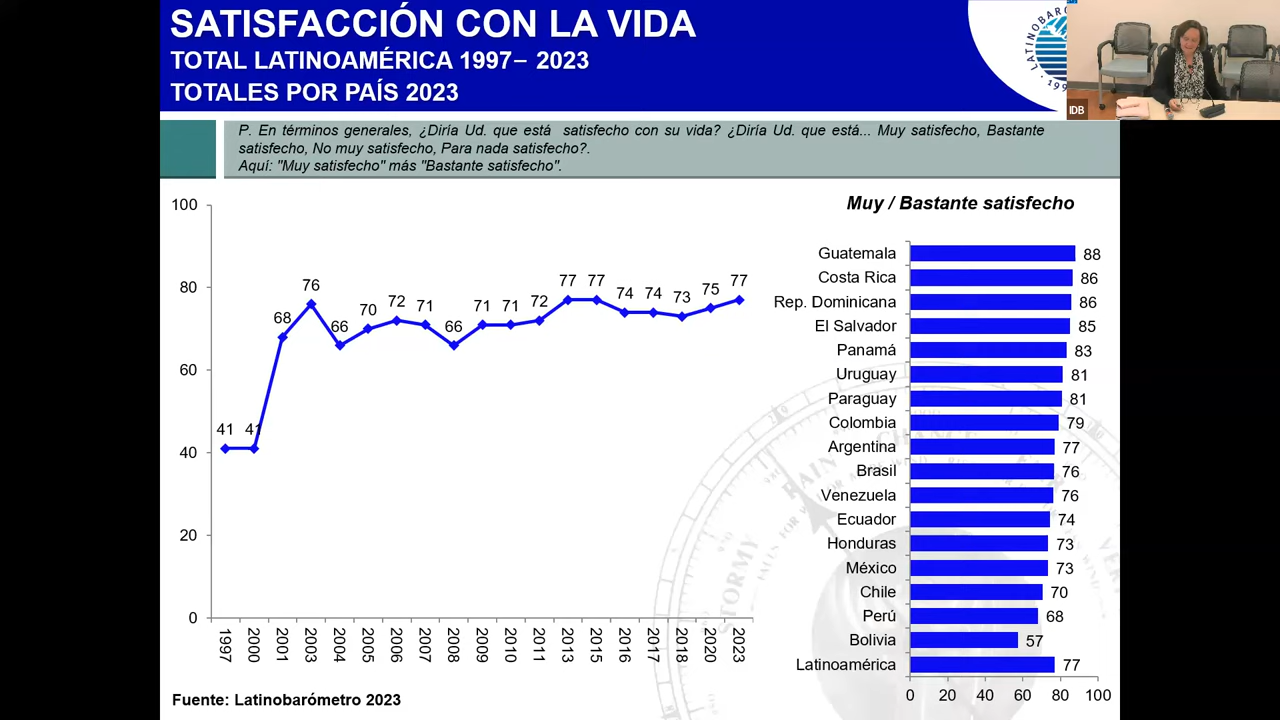 SATISFACCIÓN CON LA VIDA
TOTAL LATINOAMÉRICA 1997– 2023
TOTALES POR PAÍS 2023
LATINOBARÓ
199
IDB
P. En términos generales, ¿Diría Ud. que está satisfecho con su vida? ¿Diría Ud. que está... Muy satisfecho, Bastante
satisfecho, No muy satisfecho, Para nada satisfecho?.
Aquí: "Muy satisfecho" más "Bastante satisfecho".
100
80
60
40
20
0
41 41 68 76 66 70 72 71 66 71 71 72 77 77 74 74 73 75 77
1997 2000 2001 2003 2004 2005 2006 2007 2008 2009 2010 2011 2013 2015 2016 2017 2018 2020 2023
Muy / Bastante satisfecho
Guatemala 88
Costa Rica 86
Rep. Dominicana 86
El Salvador 85
Panamá 83
Uruguay 81
Paraguay 81
Colombia 79
Argentina 77
Brasil 76
Venezuela 76
Ecuador 74
Honduras 73
México 73
Chile 70
Perú 68
Bolivia 57
Latinoamérica 77
0 20 40 60 80 100
STORMY
RAIN
CHANGE
Fuente: Latinobarómetro 2023